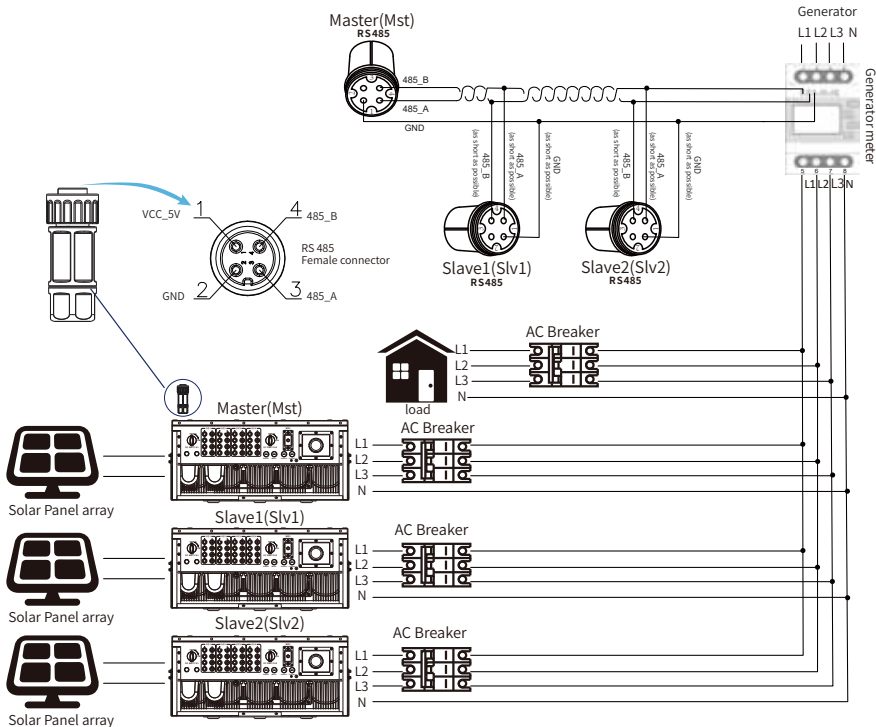 Generator
L1 L2 L3 N
Master(Mst)
RS485
485_B
485_A
GND
Generator meter
485_B
(as short as possible)
485_A
(as short as possible)
GND
(as short as possible)
485_B
(as short as possible)
485_A
(as short as possible)
GND
(as short as possible)
5 6 7 8
L1 L2 L3 N
VCC_5V
1
4
485_B
RS 485
Female connector
GND
2
3
485_A
1
4
2
3
Slave1(Slv1)
RS485
Slave2(Slv2)
RS485
AC Breaker
L1
L2
L3
N
load
Master(Mst)
AC Breaker
L1
L2
L3
N
Solar Panel array
Slave1(Slv1)
AC Breaker
L1
L2
L3
N
Solar Panel array
Slave2(Slv2)
AC Breaker
L1
L2
L3
N
Solar Panel array